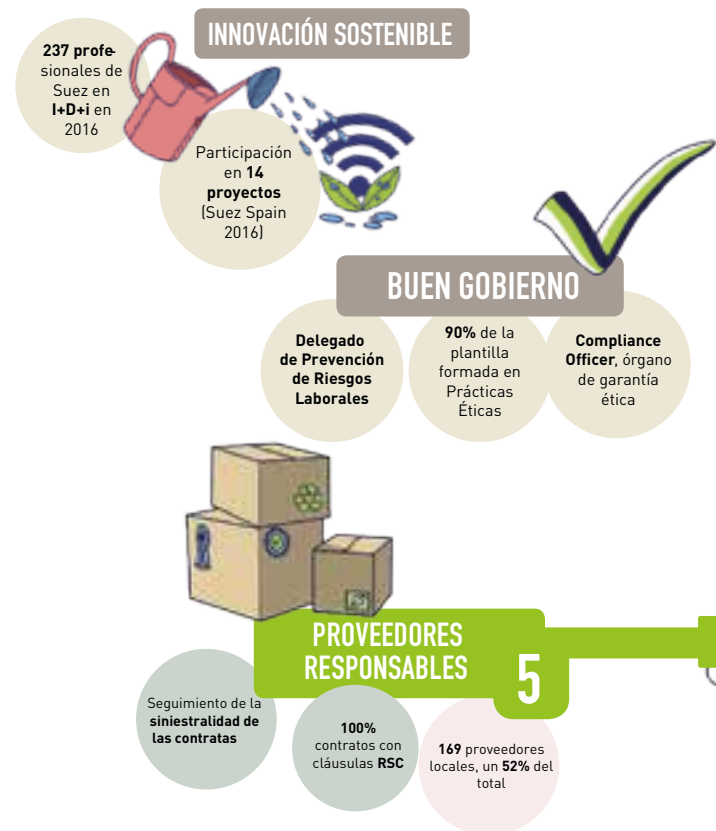 INNOVACIÓN SOSTENIBLE
237 profe-
sionales de
Suez en
I+D+i en
2016
Participación
en 14
proyectos
(Suez Spain
2016)
BUEN GOBIERNO
Delegado
de Prevención
de Riesgos
Laborales
90% de la
plantilla
formada en
Prácticas
Éticas
Compliance
Officer, órgano
de garantía
ética
PROVEEDORES
RESPONSABLES
5
Seguimiento de la
siniestralidad de
las contratas
100%
contratos con
cláusulas RSC
169 proveedores
locales, un 52% del
total